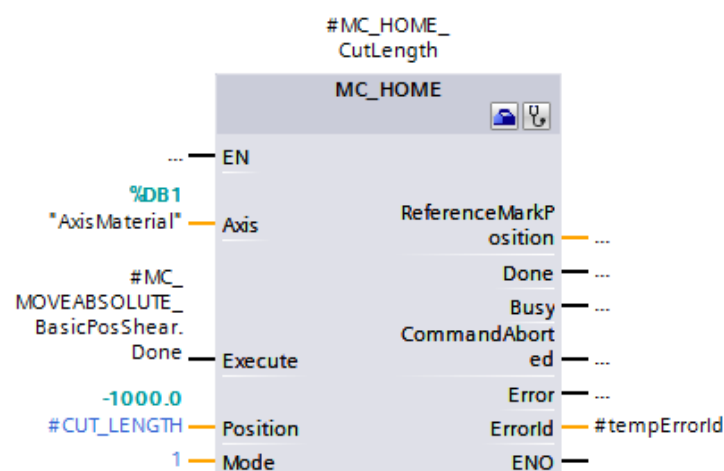 #MC_HOME_
CutLength
MC_HOME
... EN
%DB1
"AxisMaterial" Axis
ReferenceMarkP
osition ...
Done ...
#MC_
MOVEABSOLUTE_
BasicPosShear.
Done Execute
Busy ...
CommandAbort
ed ...
Error ...
-1000.0
#CUT_LENGTH Position
ErrorId #tempErrorId
1 Mode
ENO